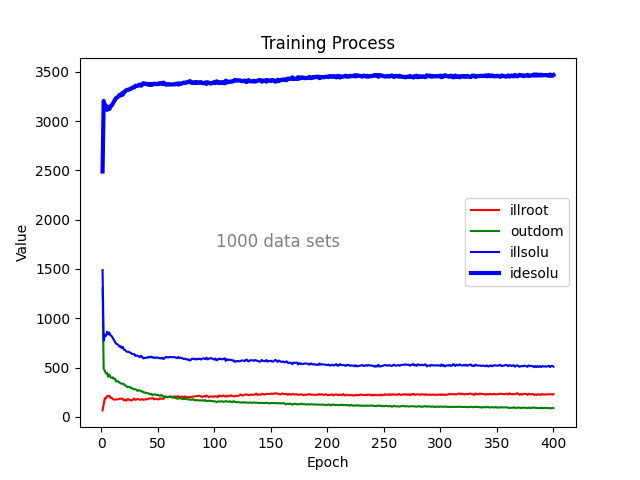 Training Process
Value
3500
3000
2500
2000
1500
1000
500
0
1000 data sets
illroot
outdom
illsolu
idesolu
0 50 100 150 200 250 300 350 400
Epoch